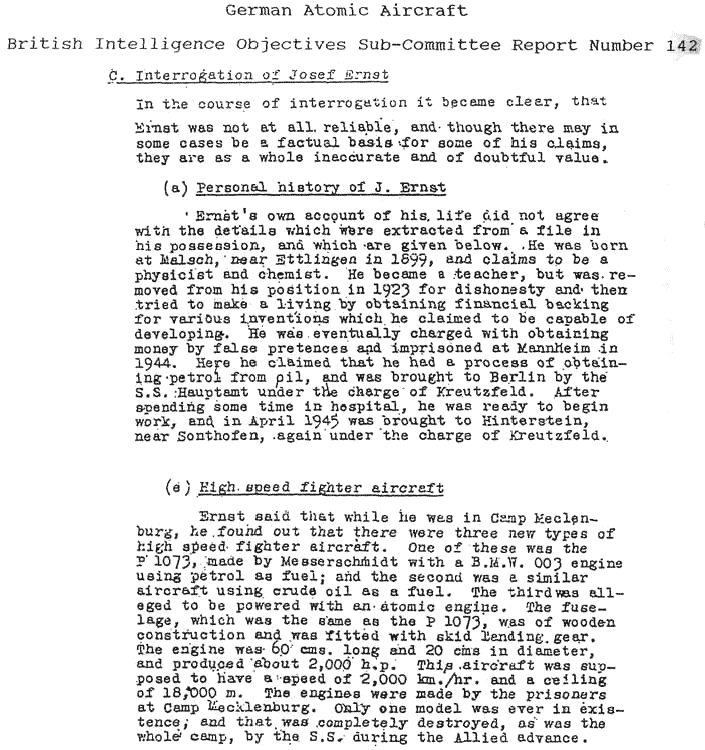 German Atomic Aircraft
British Intelligence Objectives Sub-Committee Report Number 142
C. Interrogation of Josef Ernst
In the course of interrogation it became clear, that
Ernst was not at all reliable, and though there may in
some cases be a factual basis for some of his claims,
they are as a whole inaccurate and of doubtful value.
(a) Personal history of J. Ernst
Ernst's own account of his life did not agree
with the details which were extracted from a file in
his possession, and which are given below. He was born
at Malsch, near Ettlingen in 1899, and claims to be a
physicist and chemist. He became a teacher, but was re-
moved from his position in 1923 for dishonesty and then
tried to make a living by obtaining financial backing
for various inventions which he claimed to be capable of
developing. He was eventually charged with obtaining
money by false pretences and imprisoned at Mannheim in
1944. Here he claimed that he had a process of obtain-
ing petrol from oil, and was brought to Berlin by the
S.S. Hauptamt under the charge of Kreutzfeld. After
spending some time in hospital, he was ready to begin
work, and in April 1945 was brought to Hinterstein,
near Sonthofen, again under the charge of Kreutzfeld.
(e) High speed fighter aircraft
Ernst said that while he was in Camp Meclen-
burg, he found out that there were three new types of
high speed fighter aircraft. One of these was the
P 1073, made by Messerschmidt with a B.M.W. 003 engine
using petrol as fuel; and the second was a similar
aircraft using crude oil as a fuel. The third was all-
eged to be powered with an atomic engine. The fuse-
lage, which was the same as the P 1073, was of wooden
construction and was fitted with skid landing gear.
The engine was 60 cms. long and 20 cms in diameter,
and produced about 2,000 h.p. This aircraft was sup-
posed to have a speed of 2,000 km./hr. and a ceiling
of 18,000 m. The engines were made by the prisoners
at Camp Mecklenburg. Only one model was ever in exis-
tence, and that was completely destroyed, as was the
whole camp, by the S.S. during the Allied advance.